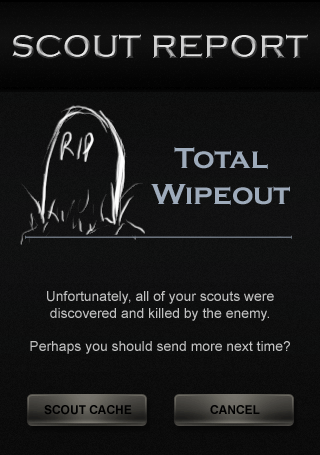 SCOUT REPORT
RIP
TOTAL
WIPEOUT
Unfortunately, all of your scouts were
discovered and killed by the enemy.
Perhaps you should send more next time?
SCOUT CACHE
CANCEL